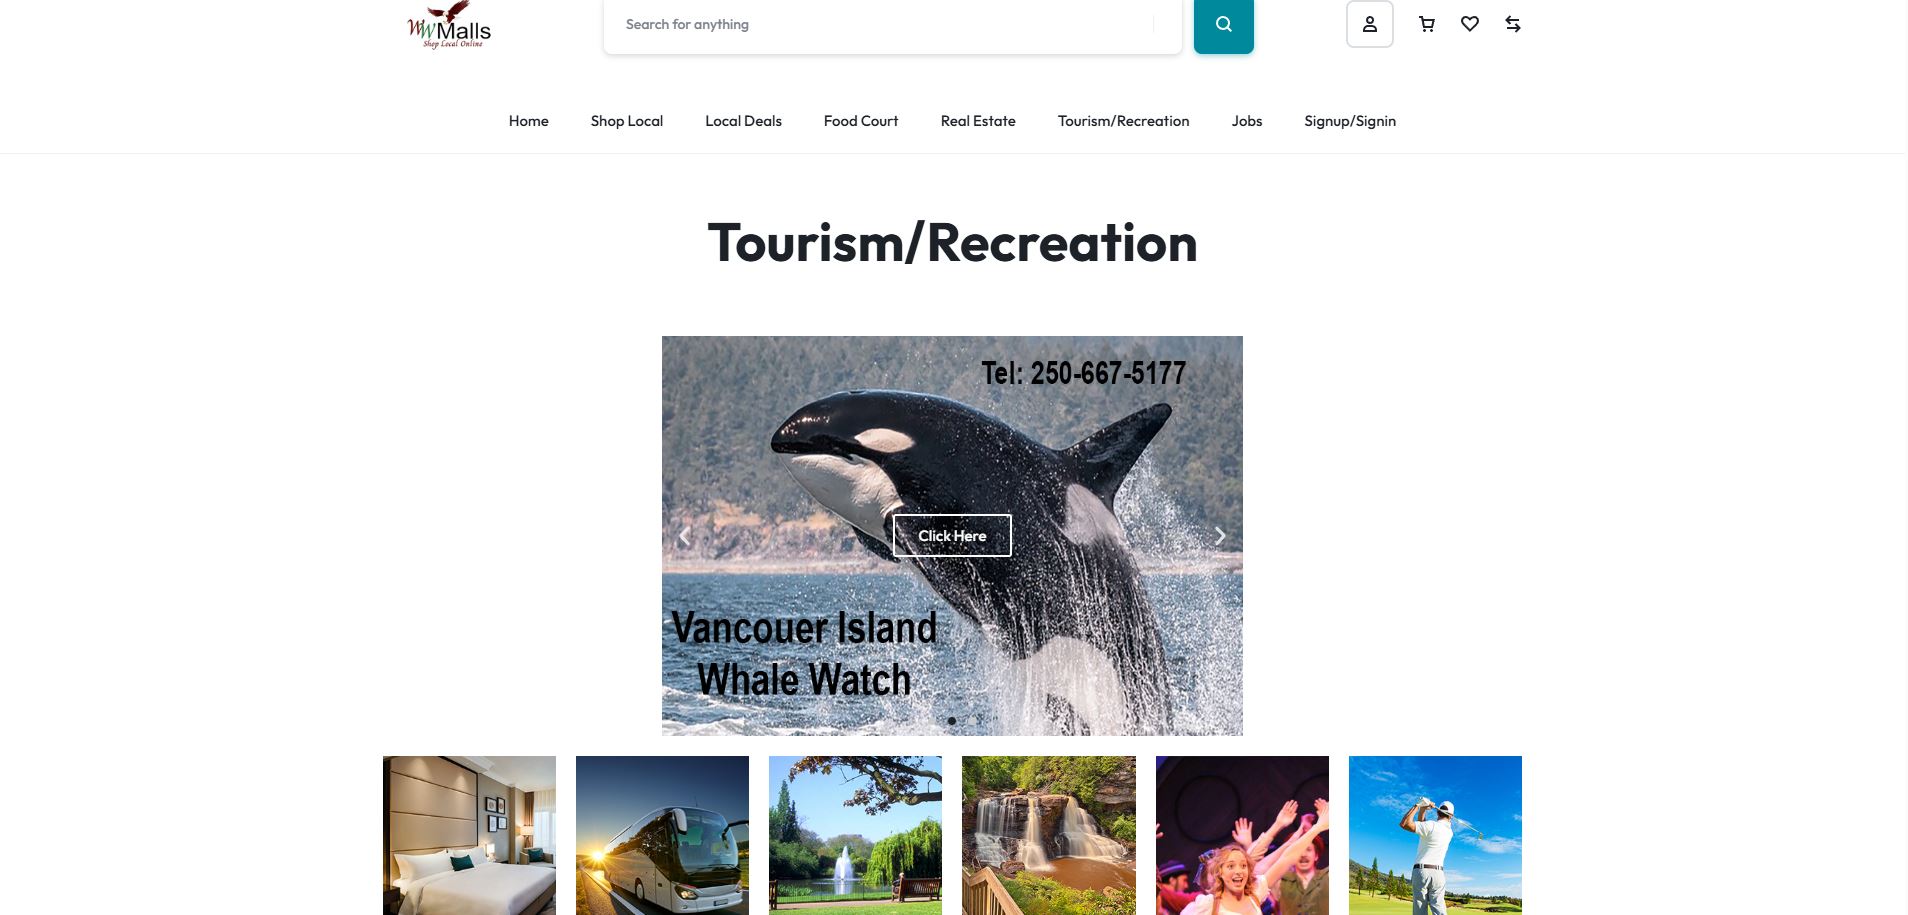 WWMalls
Shop Local Online
Search for anything
Home Shop Local Local Deals Food Court Real Estate Tourism/Recreation Jobs Signup/Signin
Tourism/Recreation
Tel: 250-667-5177
Click Here
Vancouer Island
Whale Watch